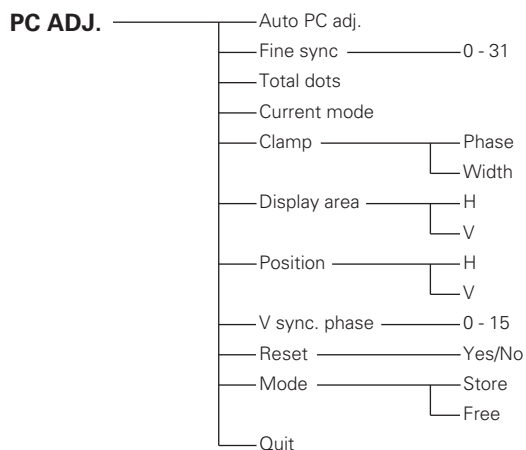 PC ADJ. Auto PC adj.
Fine sync 0 - 31
Total dots
Current mode
Clamp Phase
Width
Display area H
V
Position H
V
V sync. phase 0 - 15
Reset Yes/No
Mode Store
Free
Quit